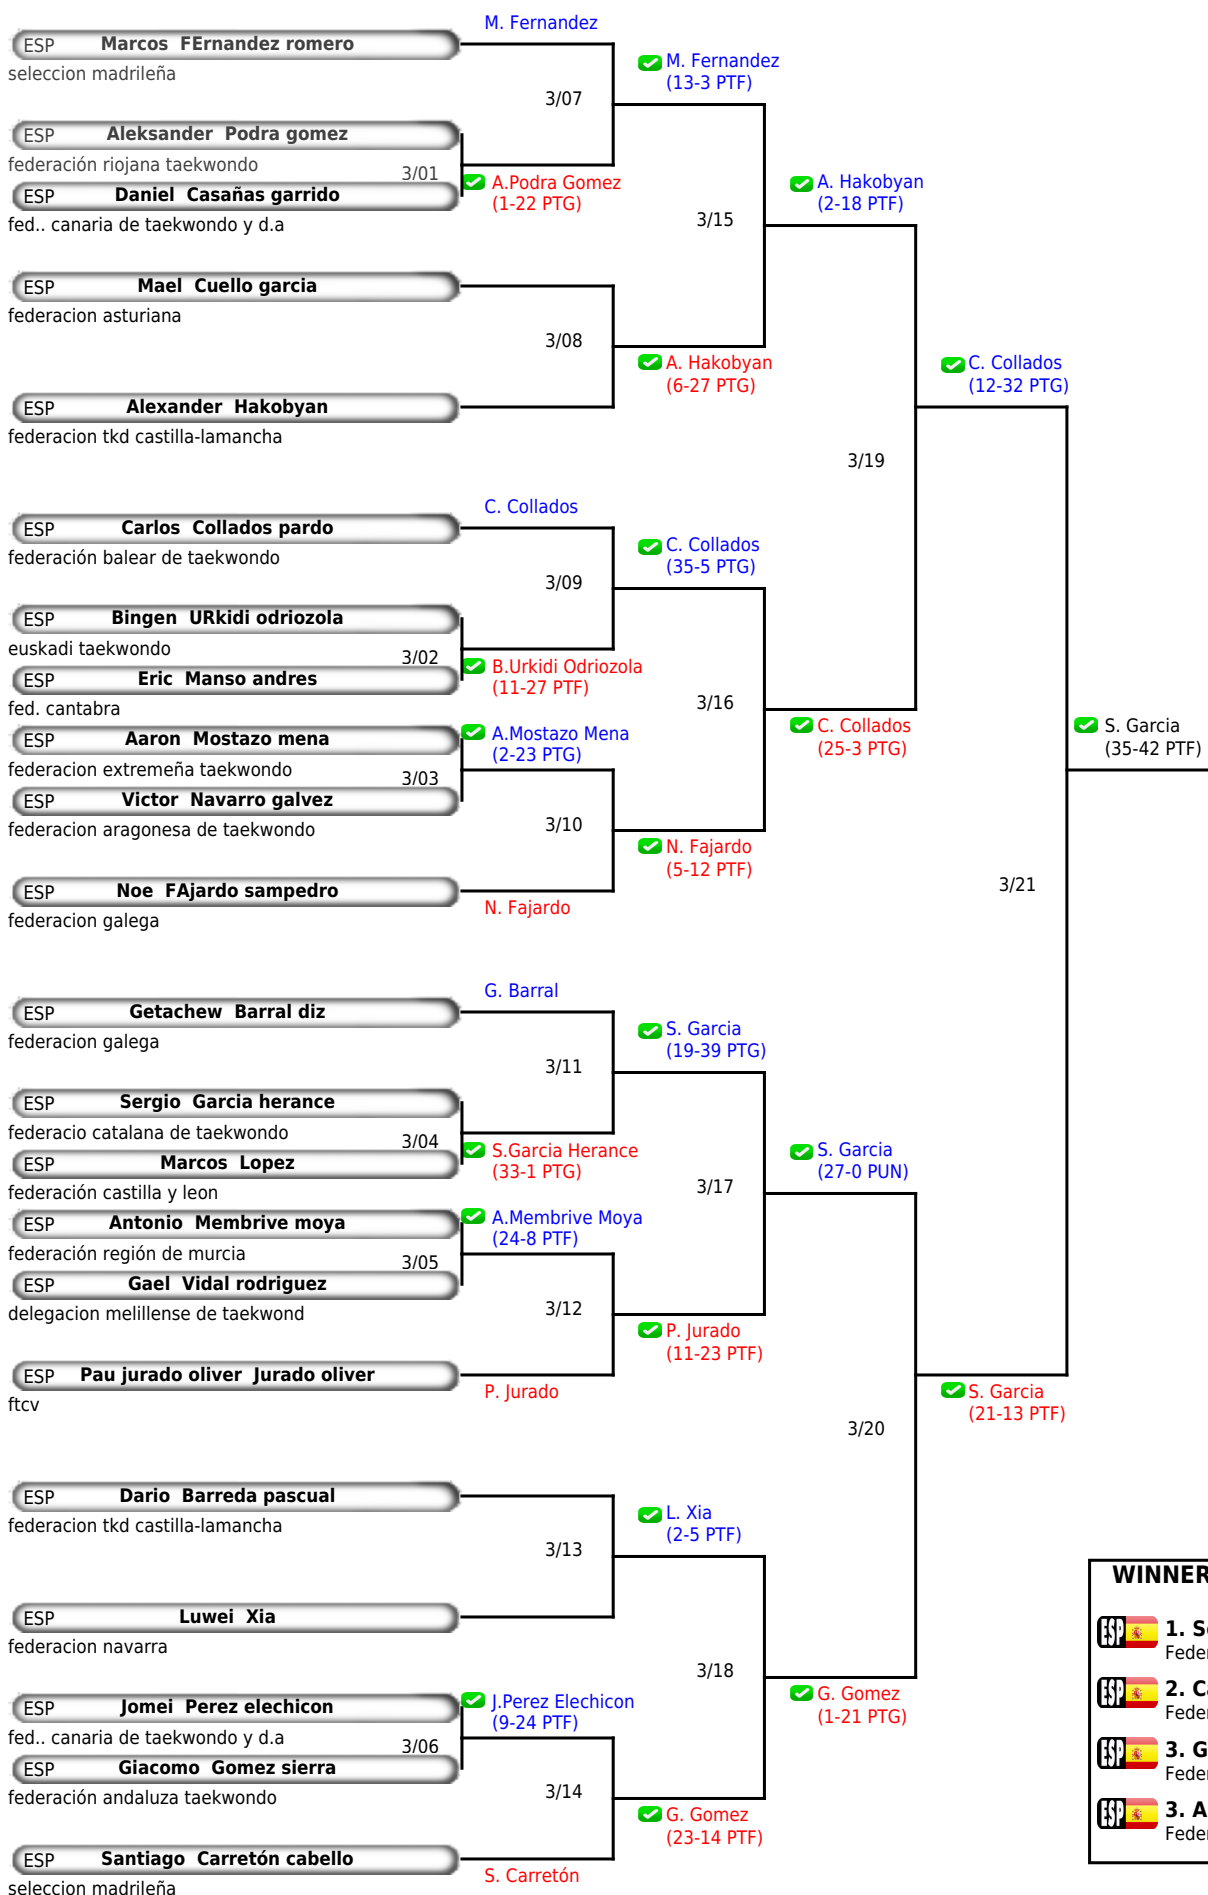 M. Fernandez
ESP Marcos FErnandez romero
seleccion madrileña
M. Fernandez
(13-3 PTF)
3/07
ESP Aleksander Podra gomez
federación riojana taekwondo
3/01
A.Podra Gomez
(1-22 PTG)
ESP Daniel Casañas garrido
fed.. canaria de taekwondo y d.a
A. Hakobyan
(2-18 PTF)
3/15
ESP Mael Cuello garcia
federacion asturiana
3/08
A. Hakobyan
(6-27 PTG)
C. Collados
(12-32 PTG)
ESP Alexander Hakobyan
federacion tkd castilla-lamancha
3/19
C. Collados
ESP Carlos Collados pardo
federación balear de taekwondo
C. Collados
(35-5 PTG)
3/09
ESP Bingen URkidi odriozola
euskadi taekwondo
3/02
B.Urkidi Odriozola
(11-27 PTF)
ESP Eric Manso andres
fed. cantabra
3/16
A.Mostazo Mena
(2-23 PTG)
C. Collados
(25-3 PTG)
S. Garcia
(35-42 PTF)
ESP Aaron Mostazo mena
federacion extremeña taekwondo
3/03
ESP Victor Navarro galvez
federacion aragonesa de taekwondo
3/10
N. Fajardo
(5-12 PTF)
3/21
ESP Noe FAjardo sampedro
federacion galega
N. Fajardo
G. Barral
ESP Getachew Barral diz
federacion galega
S. Garcia
(19-39 PTG)
3/11
ESP Sergio Garcia herance
federacio catalana de taekwondo
3/04
S.Garcia Herance
(33-1 PTG)
S. Garcia
(27-0 PUN)
ESP Marcos Lopez
federación castilla y leon
3/17
A.Membrive Moya
(24-8 PTF)
ESP Antonio Membrive moya
federación región de murcia
3/05
ESP Gael Vidal rodriguez
delegacion melillense de taekwond
3/12
P. Jurado
(11-23 PTF)
ESP Pau jurado oliver Jurado oliver
ftcv
P. Jurado
S. Garcia
(21-13 PTF)
3/20
ESP Dario Barreda pascual
federacion tkd castilla-lamancha
L. Xia
(2-5 PTF)
3/13
ESP Luwei Xia
federacion navarra
3/18
J.Perez Elechicon
(9-24 PTF)
G. Gomez
(1-21 PTG)
ESP Jomei Perez elechicon
fed.. canaria de taekwondo y d.a
3/06
ESP Giacomo Gomez sierra
federación andaluza taekwondo
3/14
G. Gomez
(23-14 PTF)
ESP Santiago Carretón cabello
seleccion madrileña
S. Carretón
WINNER
ESP 1. Se
Feder
ESP 2. Ca
Feder
ESP 3. G
Feder
ESP 3. A
Feder